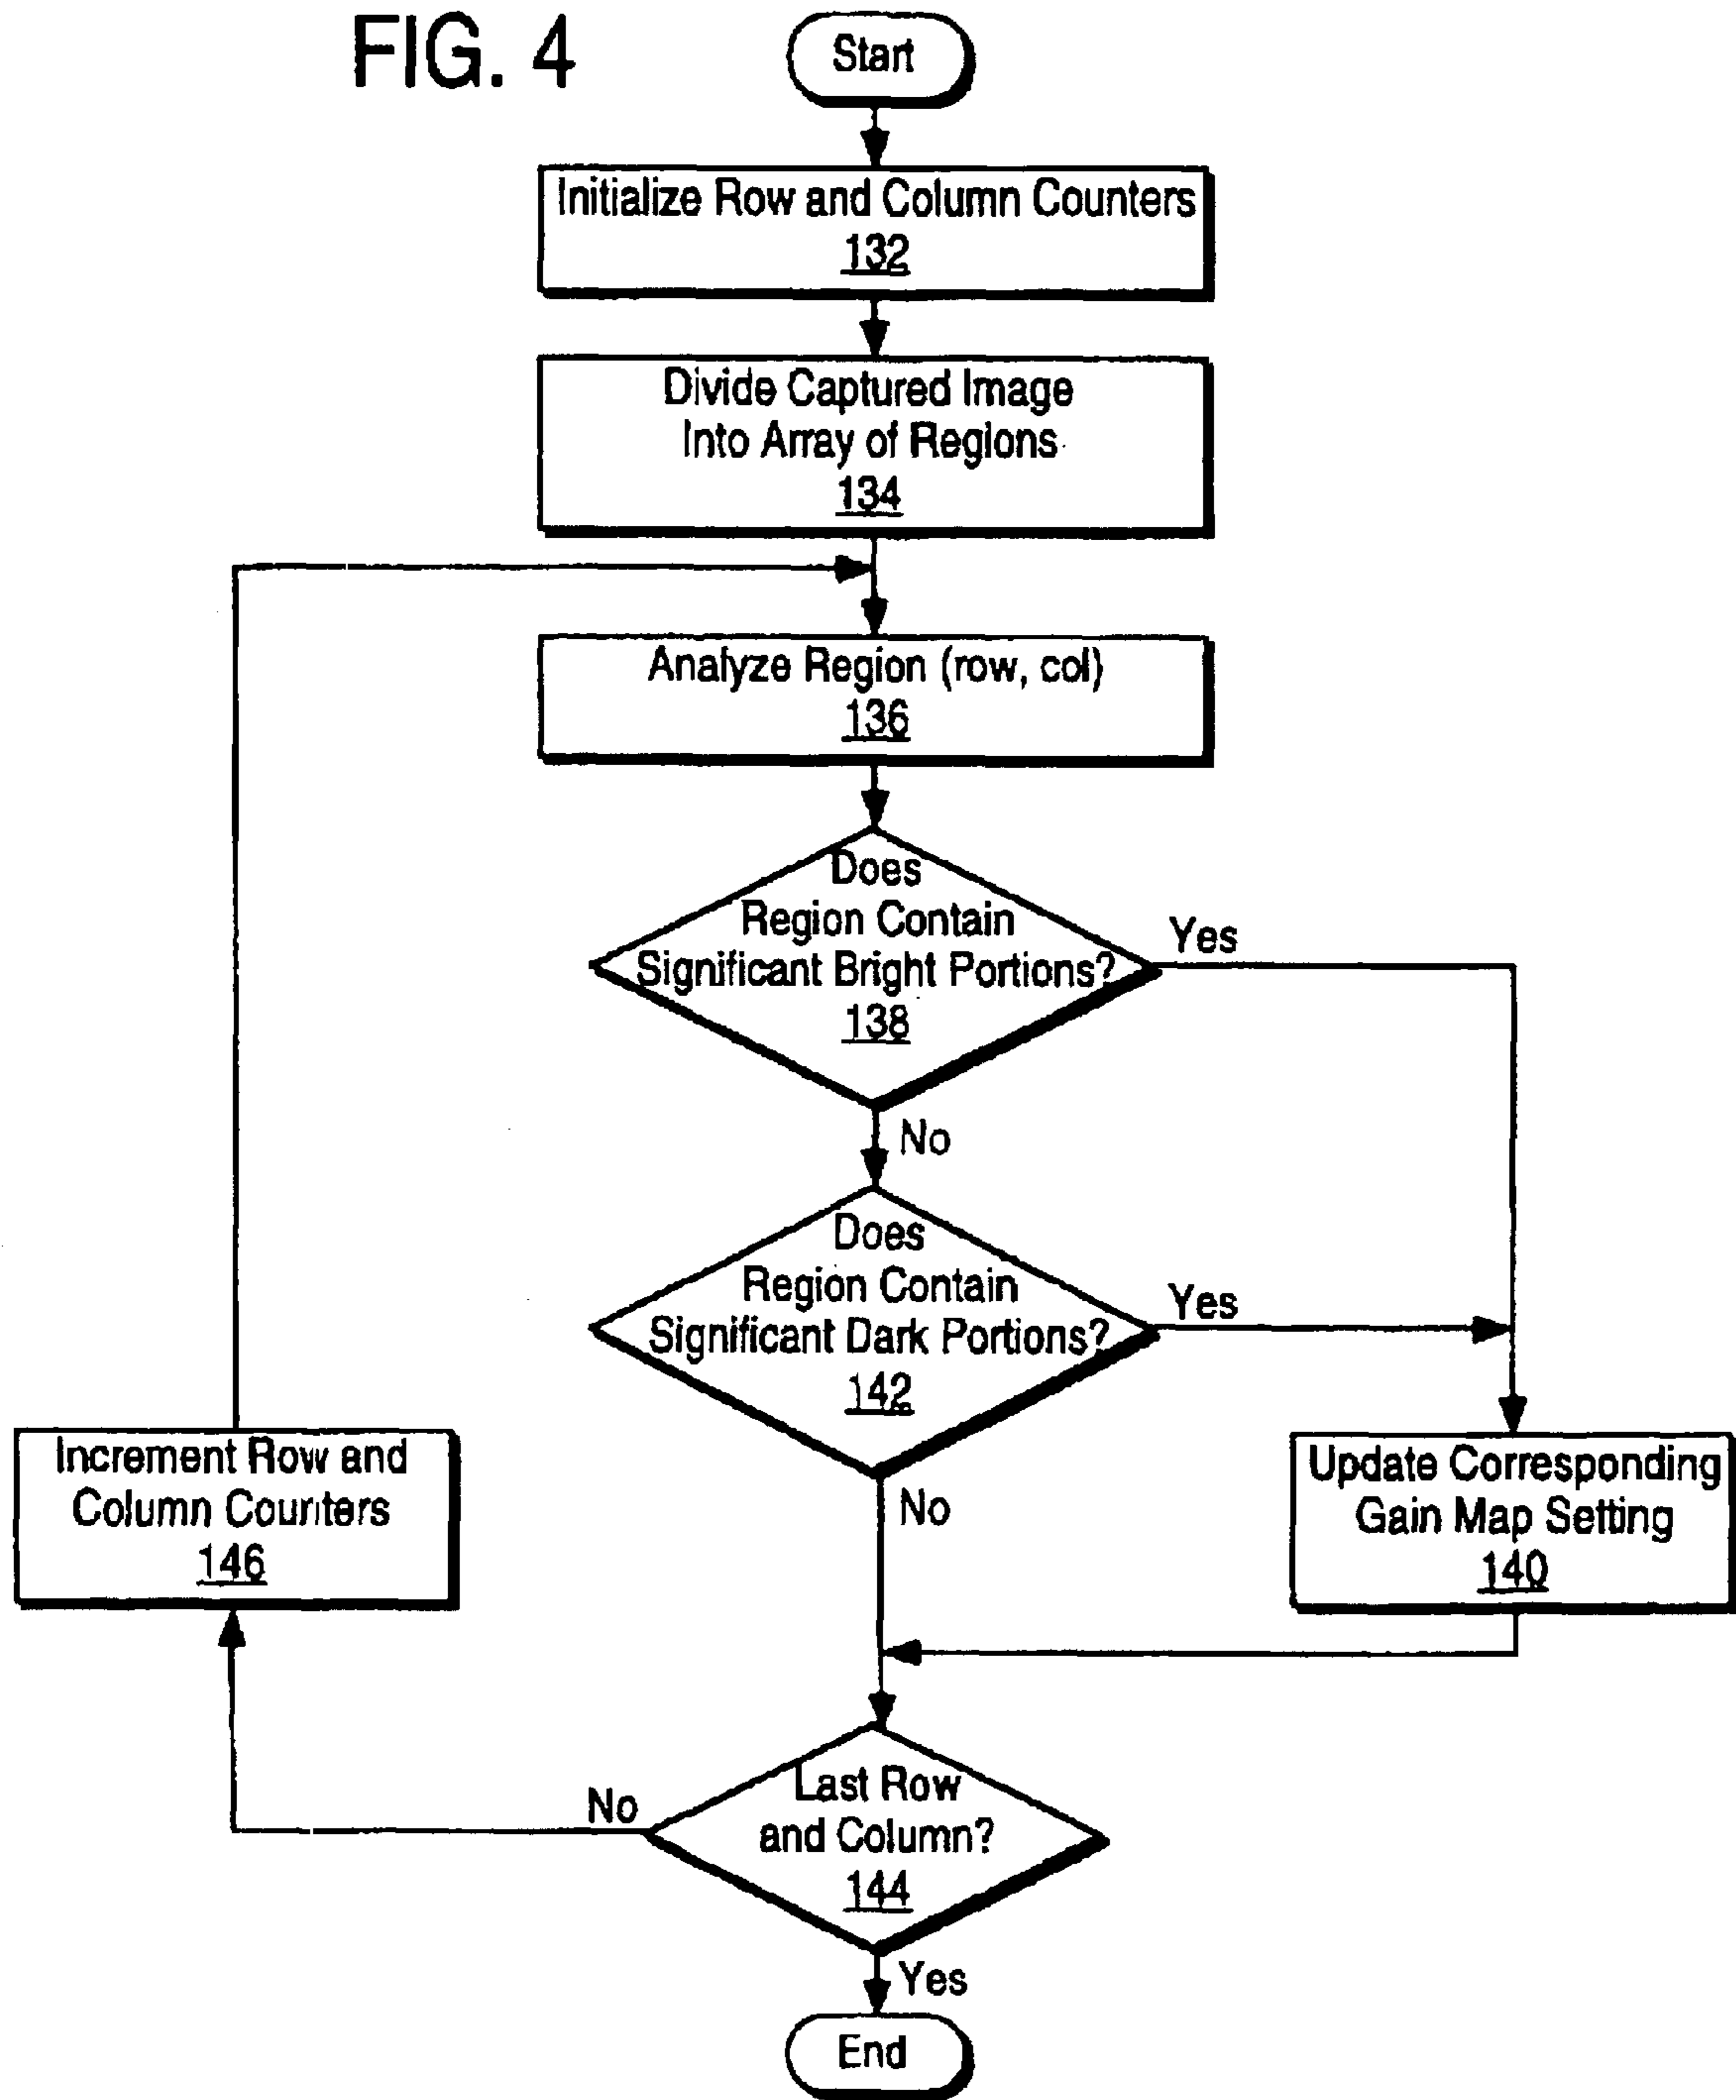 FIG. 4
Start
Initialize Row and Column Counters
132
Divide Captured Image
Into Array of Regions
134
Analyze Region (row, col)
136
Does
Region Contain
Significant Bright Portions?
138
Yes
No
Does
Region Contain
Significant Dark Portions?
142
Yes
No
Increment Row and
Column Counters
146
Update Corresponding
Gain Map Setting
140
Last Row
and Column?
144
No
Yes
End